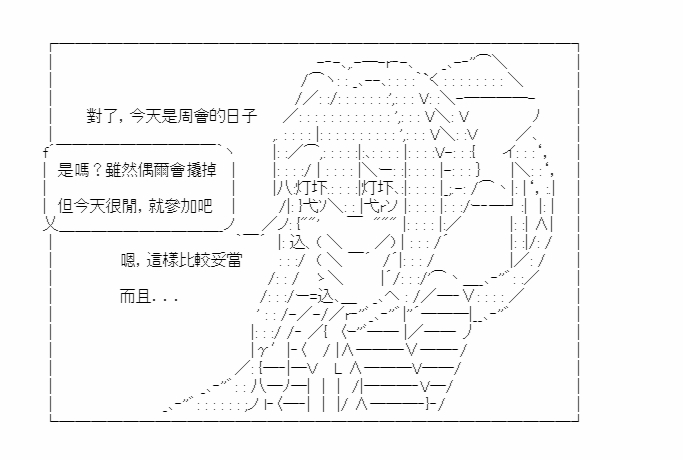 對了，今天是周會的日子
是嗎？雖然偶爾會撬掉
但今天很閒，就參加吧
嗯，這樣比較妥當
而且．．．